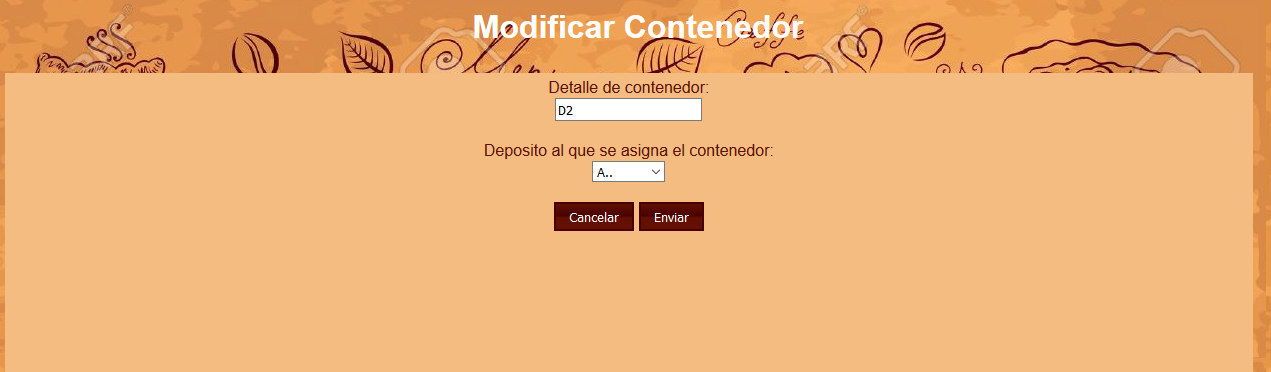 Modificar Contenedor
Detalle de contenedor:
D2
Deposito al que se asigna el contenedor:
A..
Cancelar Enviar